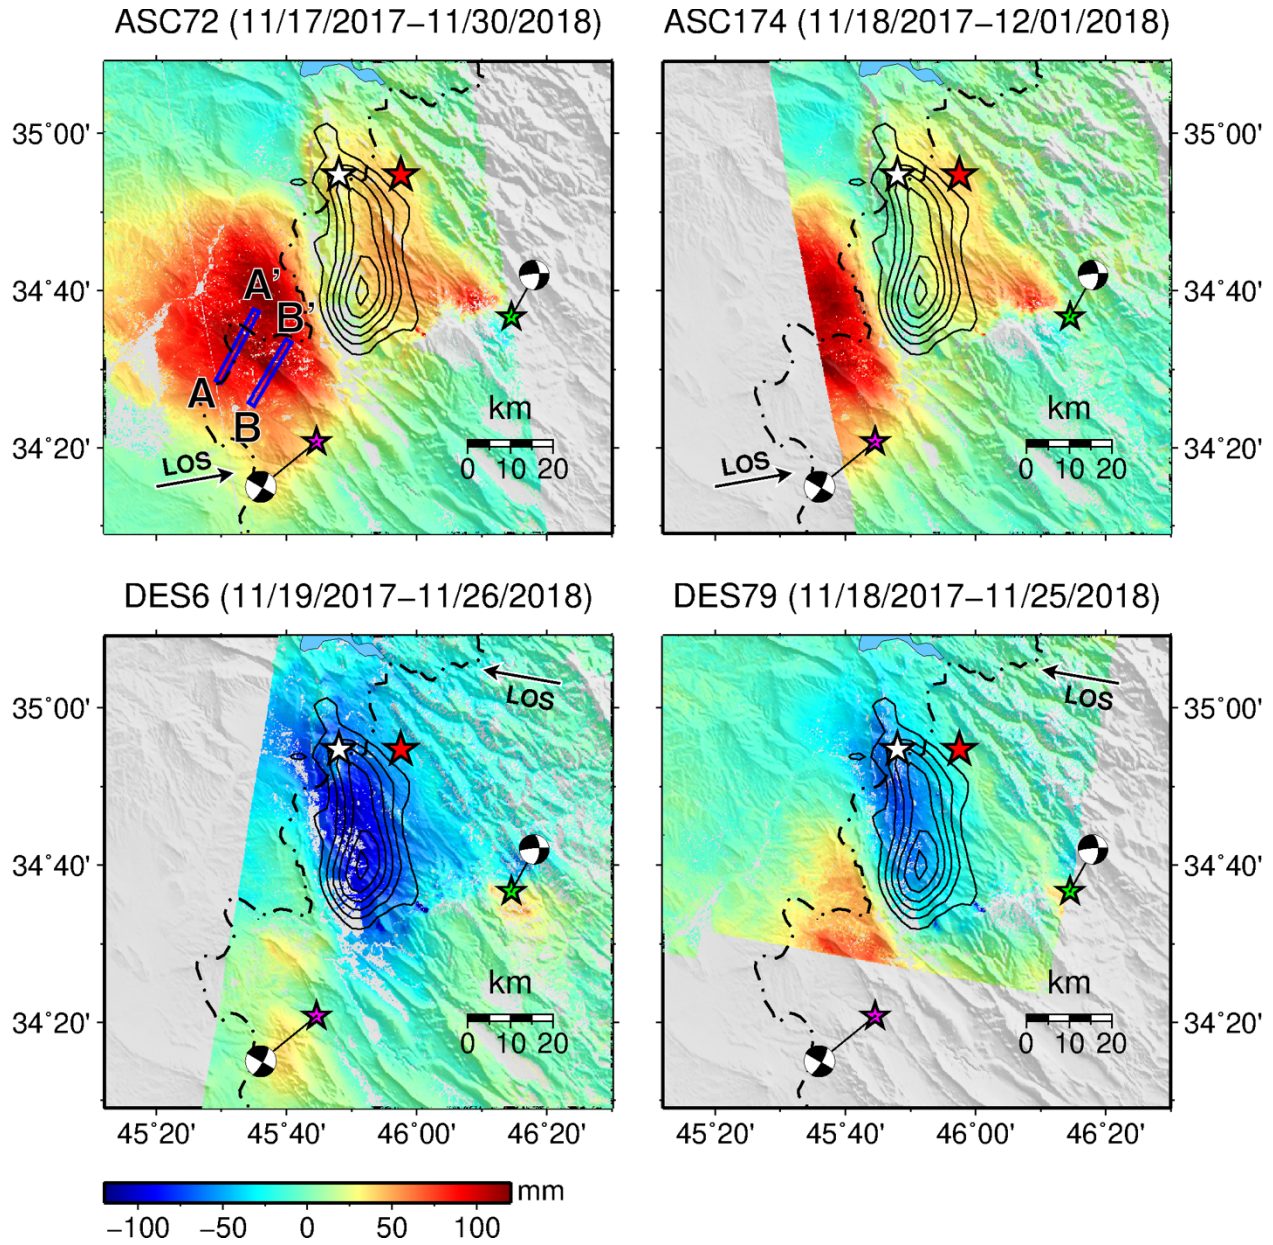 ASC72 (11/17/2017−11/30/2018)
ASC174 (11/18/2017−12/01/2018)
35°00'
34°40'
34°20'
A'
B'
A
B
LOS
km
0 10 20
LOS
km
0 10 20
35°00'
34°40'
34°20'
DES6 (11/19/2017−11/26/2018)
DES79 (11/18/2017−11/25/2018)
35°00'
34°40'
34°20'
LOS
km
0 10 20
LOS
km
0 10 20
35°00'
34°40'
34°20'
45°20' 45°40' 46°00' 46°20'
45°20' 45°40' 46°00' 46°20'
mm
−100 −50 0 50 100